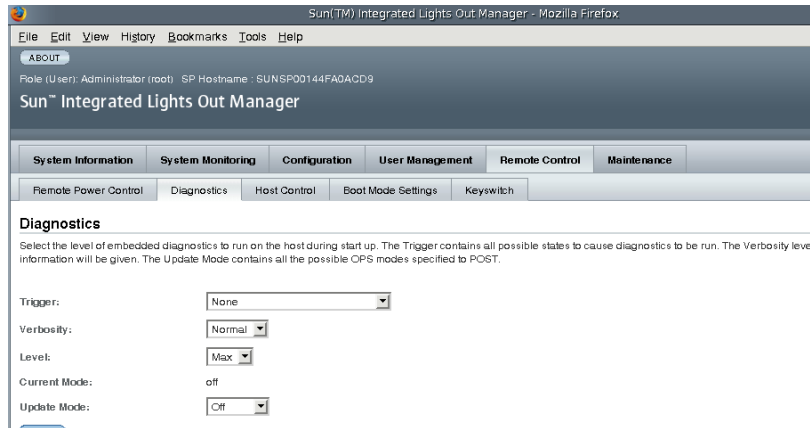 Sun(TM) Integrated Lights Out Manager - Mozilla Firefox
File Edit View History Bookmarks Tools Help
ABOUT
Role (User): Administrator (root) SP Hostname : SUNSP00144FA0ACD9
Sun™ Integrated Lights Out Manager
System Information System Monitoring Configuration User Management Remote Control Maintenance
Remote Power Control Diagnostics Host Control Boot Mode Settings Keyswitch
Diagnostics
Select the level of embedded diagnostics to run on the host during start up. The Trigger contains all possible states to cause diagnostics to be run. The Verbosity leve
information will be given. The Update Mode contains all the possible OPS modes specified to POST.
Trigger: None
Verbosity: Normal
Level: Max
Current Mode: off
Update Mode: Off